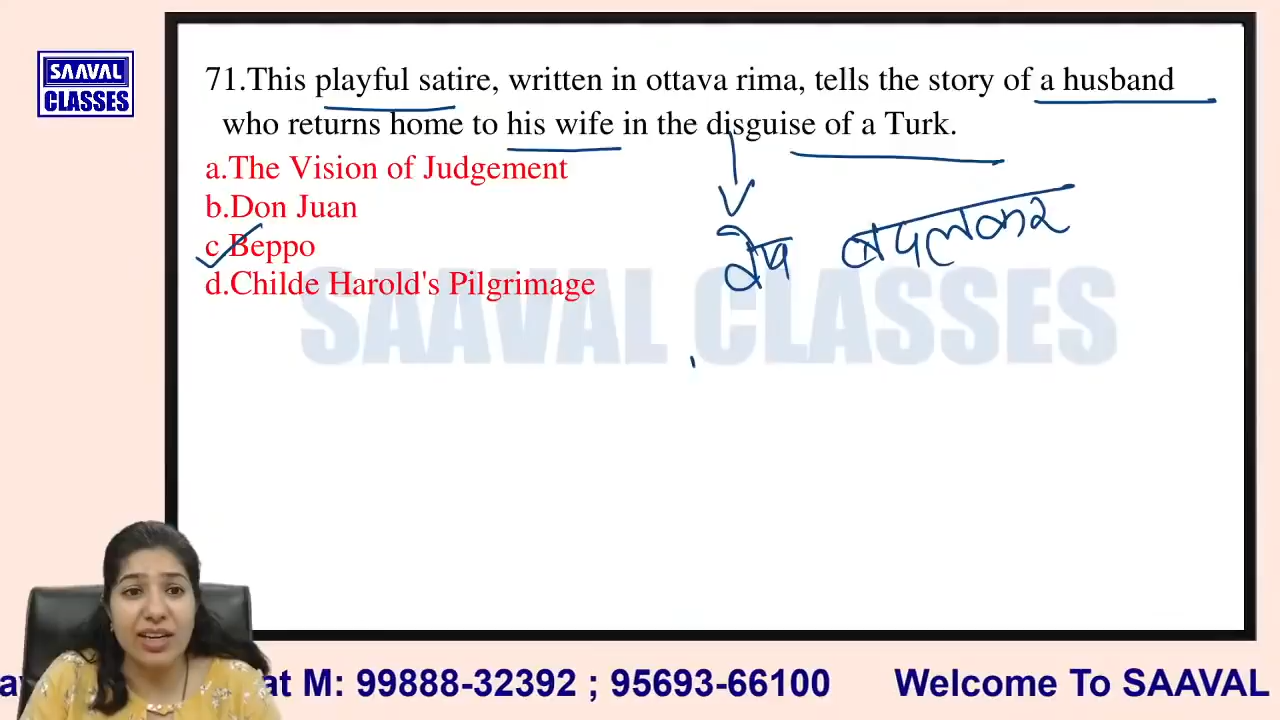 SAAVAL
CLASSES
71.This playful satire, written in ottava rima, tells the story of a husband
who returns home to his wife in the disguise of a Turk.
a.The Vision of Judgement
b.Don Juan
c Beppo
d.Childe Harold's Pilgrimage
वेष बदलकर
SAAVAL CLASSES
at M: 99888-32392 ; 95693-66100 Welcome To SAAVAL